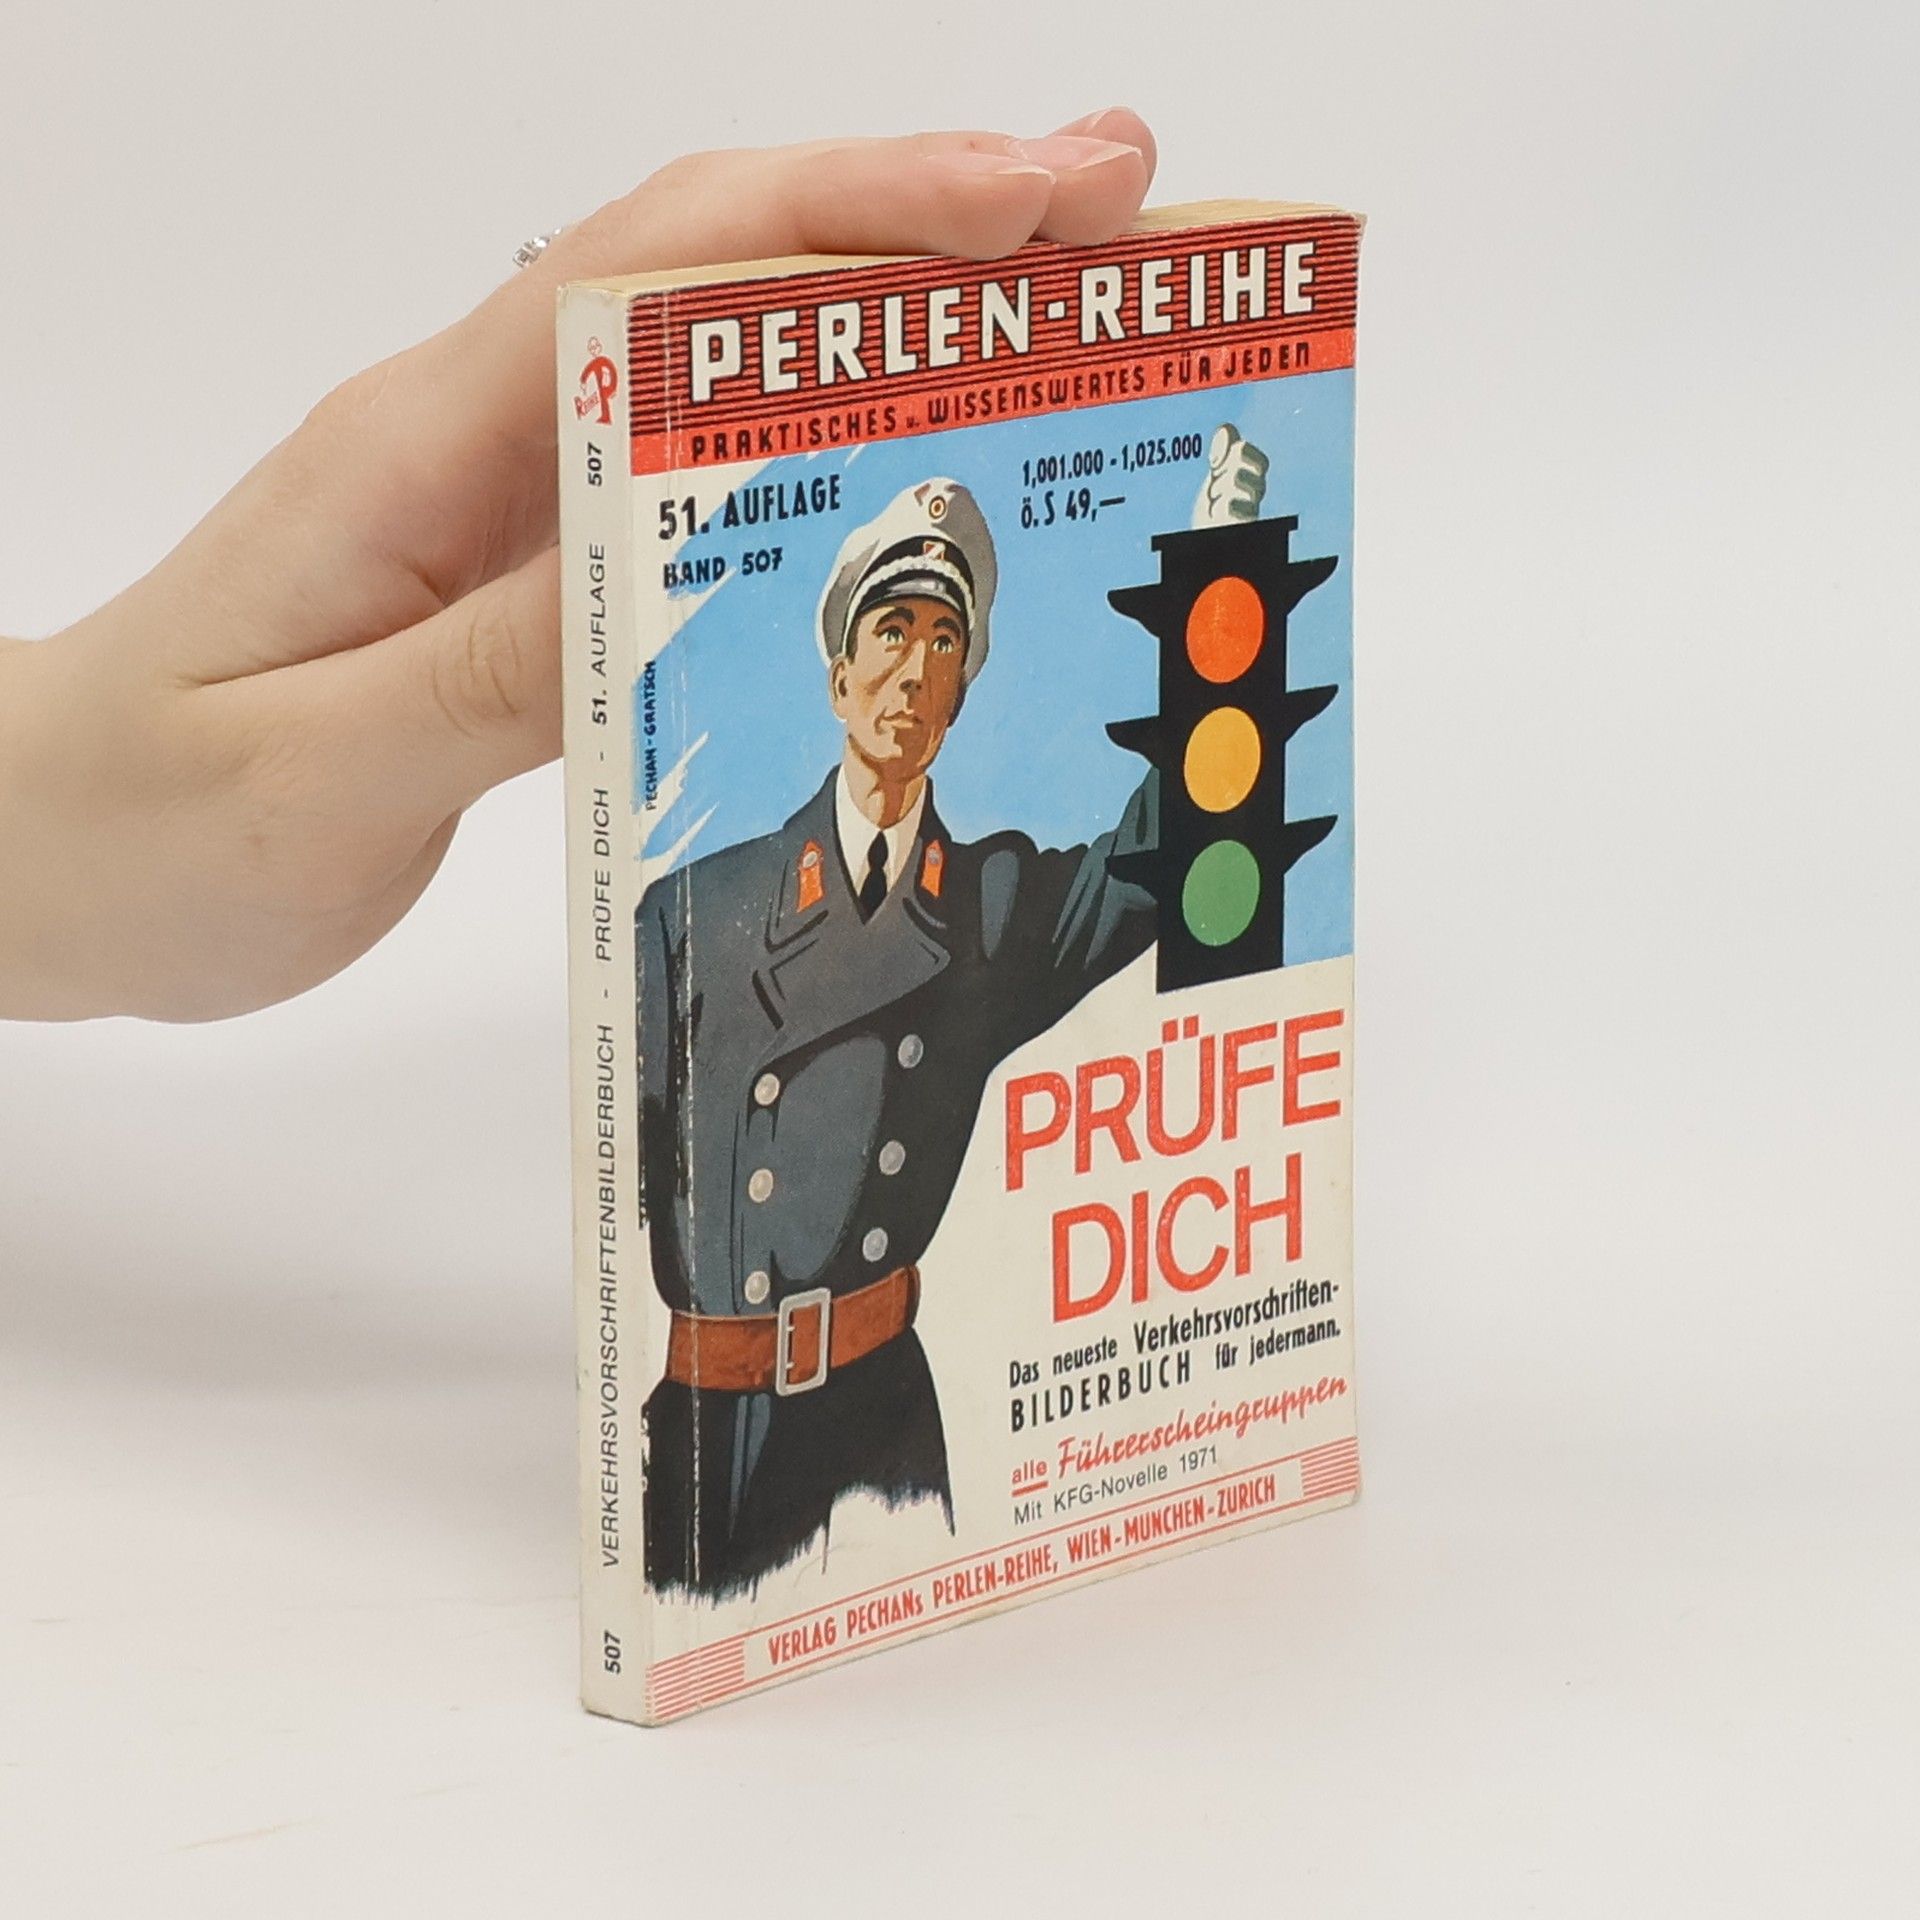 PERLEN-REIHE
PRAKTISCHES u. WISSENSWERTES FÜR JEDEN
51. AUFLAGE
BAND 507
1,001.000 - 1,025.000
ö. S 49,—
PECHAN-GRATSCH
PRÜFE
DICH
Das neueste Verkehrsvorschriften-
BILDERBUCH für jedermann.
alle Führerscheingruppen
Mit KFG-Novelle 1971
VERLAG PECHANs PERLEN-REIHE, WIEN-MÜNCHEN-ZÜRICH
P
REIHE
507 VERKEHRSVORSCHRIFTENBILDERBUCH - PRÜFE DICH - 51. AUFLAGE 507